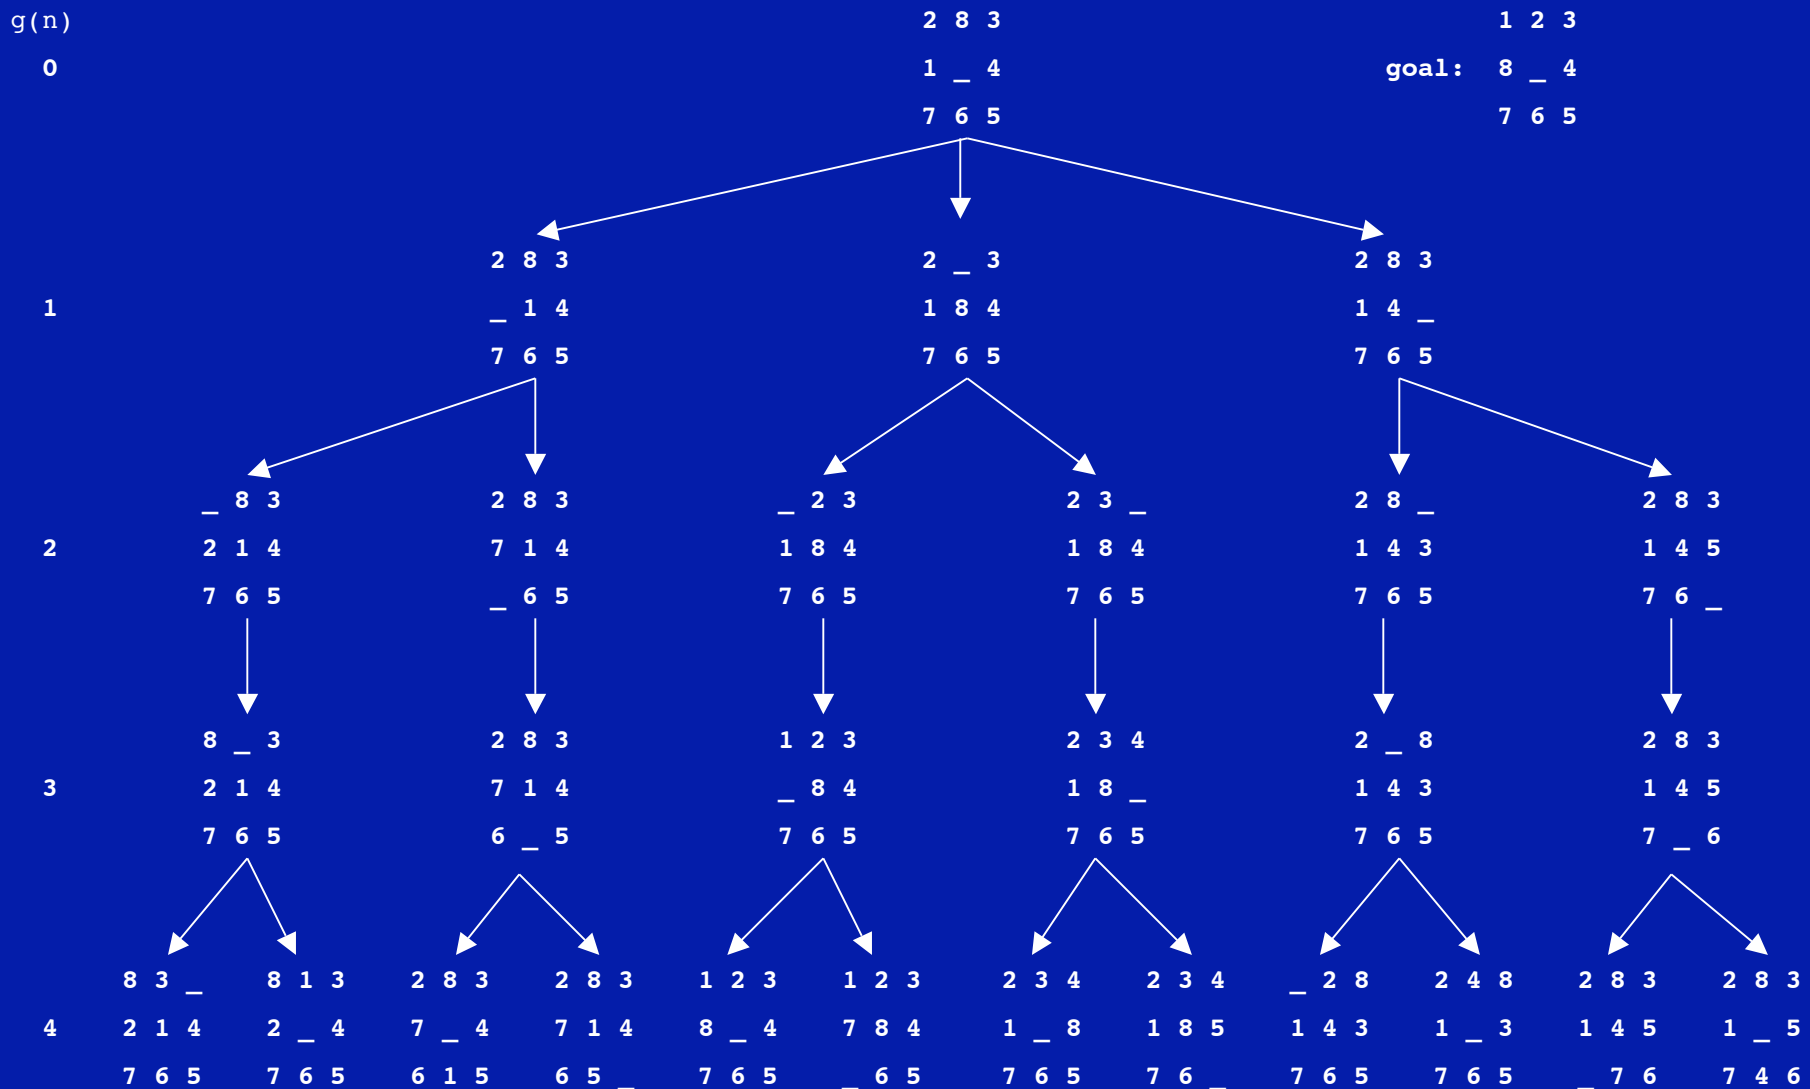 g(n) 2 8 3 1 2 3
0 1 _ 4 goal: 8 _ 4
7 6 5 7 6 5
2 8 3 2 _ 3 2 8 3
1 _ 1 4 1 8 4 1 4 _
7 6 5 7 6 5 7 6 5
_ 8 3 2 8 3 _ 2 3 2 3 _ 2 8 _ 2 8 3
2 2 1 4 7 1 4 1 8 4 1 8 4 1 4 3 1 4 5
7 6 5 _ 6 5 7 6 5 7 6 5 7 6 5 7 6 _
8 _ 3 2 8 3 1 2 3 2 3 4 2 _ 8 2 8 3
3 2 1 4 7 1 4 _ 8 4 1 8 _ 1 4 3 1 4 5
7 6 5 6 _ 5 7 6 5 7 6 5 7 6 5 7 _ 6
8 3 _ 8 1 3 2 8 3 2 8 3 1 2 3 1 2 3 2 3 4 2 3 4 _ 2 8 2 4 8 2 8 3 2 8 3
4 2 1 4 2 _ 4 7 _ 4 7 1 4 8 _ 4 7 8 4 1 _ 8 1 8 5 1 4 3 1 _ 3 1 4 5 1 _ 5
7 6 5 7 6 5 6 1 5 6 5 _ 7 6 5 _ 6 5 7 6 5 7 6 _ 7 6 5 7 6 5 _ 7 6 7 4 6